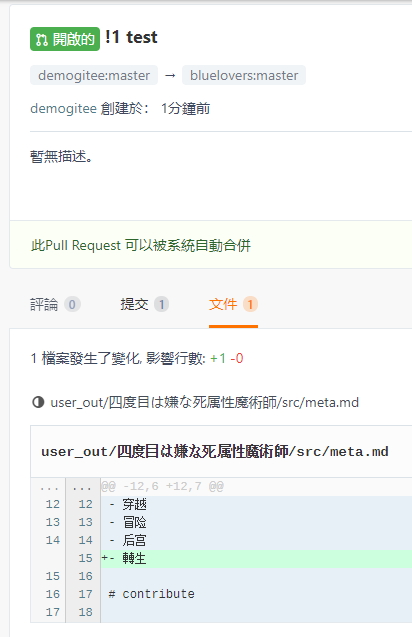 開啟的 !1 test
demogitee:master → bluelovers:master
demogitee 創建於： 1分鐘前
暫無描述。
此Pull Request 可以被系統自動合併
評論 0 提交 1 文件 1
1 檔案發生了變化, 影響行數: +1 -0
user_out/四度目は嫌な死属性魔術師/src/meta.md
user_out/四度目は嫌な死属性魔術師/src/meta.md
... ... @@ -12,6 +12,7 @@
12 12 - 穿越
13 13 - 冒险
14 14 - 后宫
15 +- 轉生
15 16
16 17 # contribute
17 18